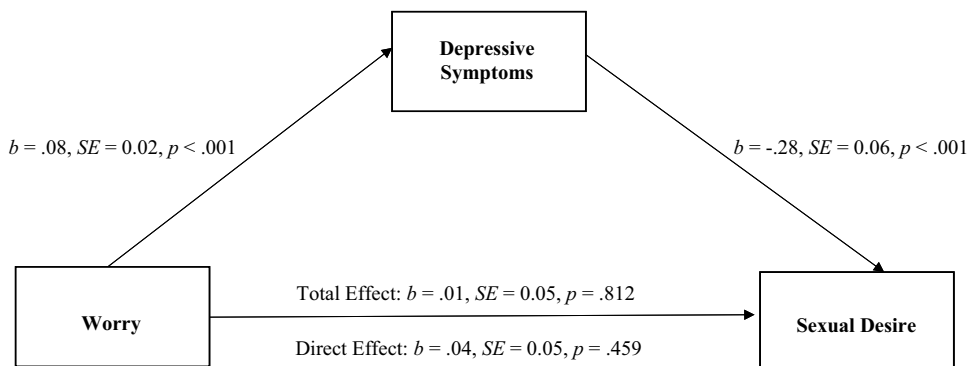 Depressive
Symptoms
b = .08, SE = 0.02, p < .001
b = -.28, SE = 0.06, p < .001
Worry
Total Effect: b = .01, SE = 0.05, p = .812
Direct Effect: b = .04, SE = 0.05, p = .459
Sexual Desire